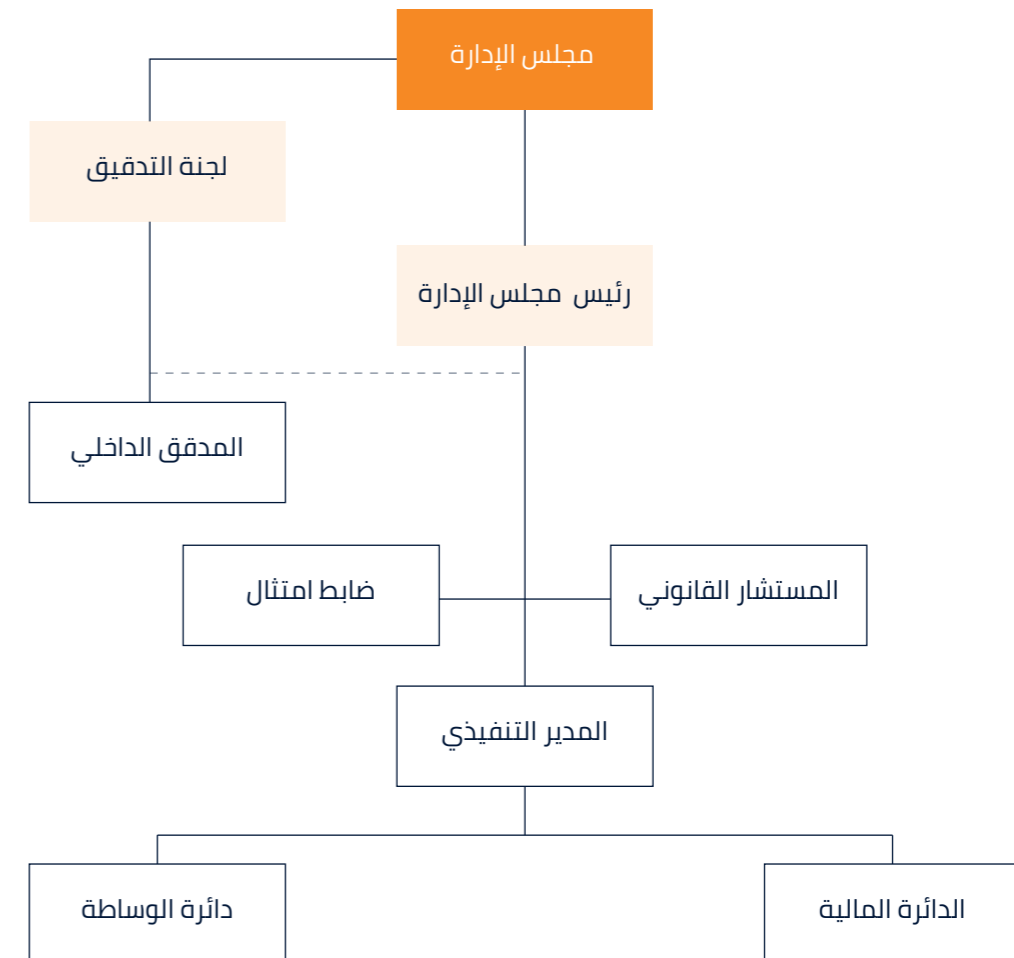 مجلس الإدارة
لجنة التدقيق
رئيس مجلس الإدارة
المدقق الداخلي
المستشار القانوني
ضابط امتثال
المدير التنفيذي
الدائرة المالية
دائرة الوساطة